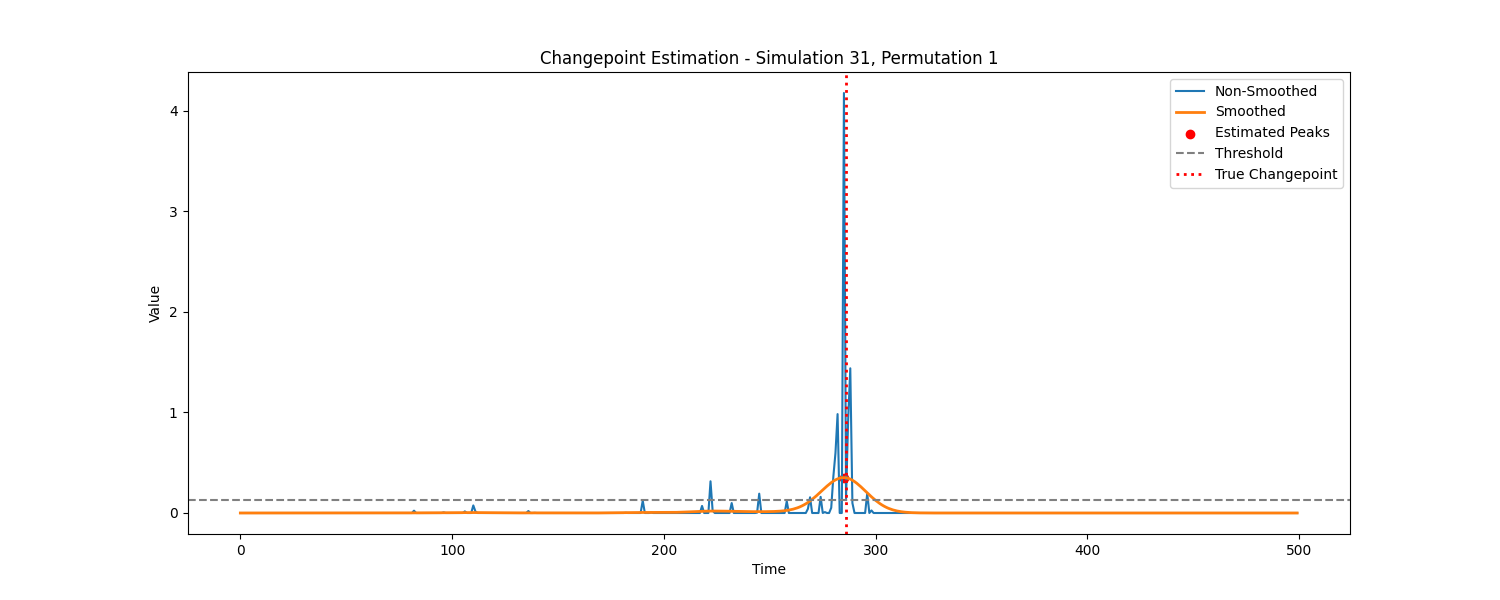 Changepoint Estimation - Simulation 31, Permutation 1
Value
4
3
2
1
0
Non-Smoothed
Smoothed
Estimated Peaks
Threshold
True Changepoint
0 100 200 300 400 500
Time